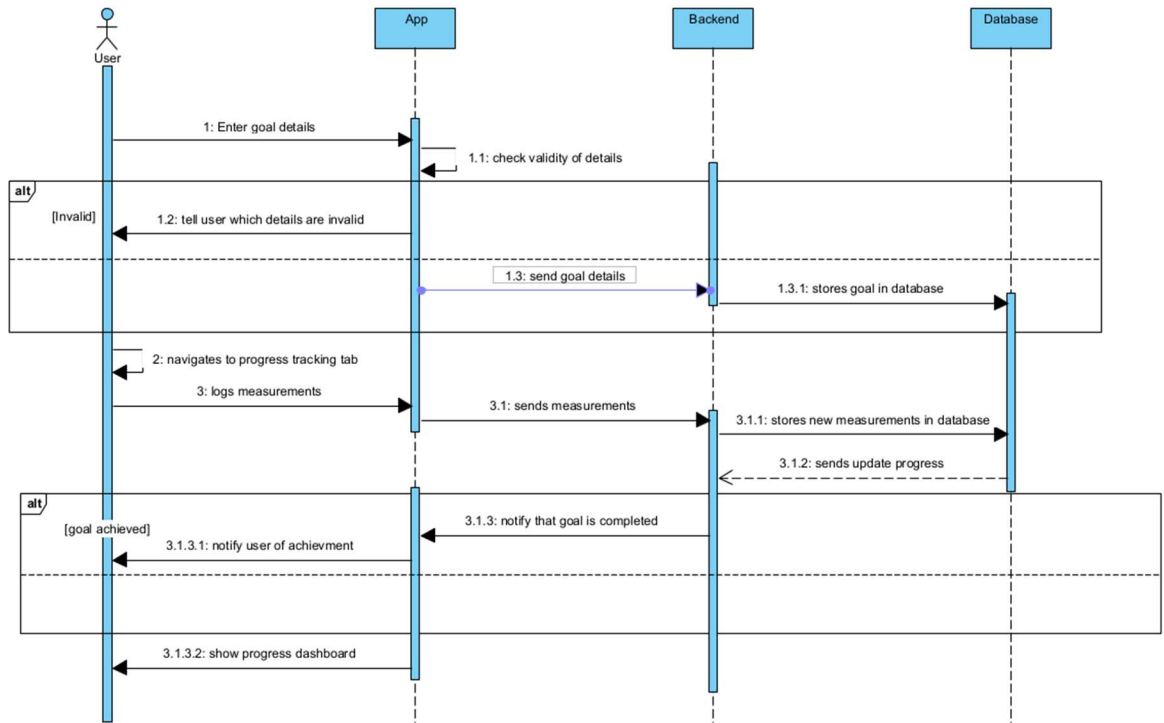 App
Backend
Database
User
1: Enter goal details
1.1: check validity of details
alt
[Invalid]
1.2: tell user which details are invalid
1.3: send goal details
1.3.1: stores goal in database
2: navigates to progress tracking tab
3: logs measurements
3.1: sends measurements
3.1.1: stores new measurements in database
3.1.2: sends update progress
alt
[goal achieved]
3.1.3: notify that goal is completed
3.1.3.1: notify user of achievment
3.1.3.2: show progress dashboard